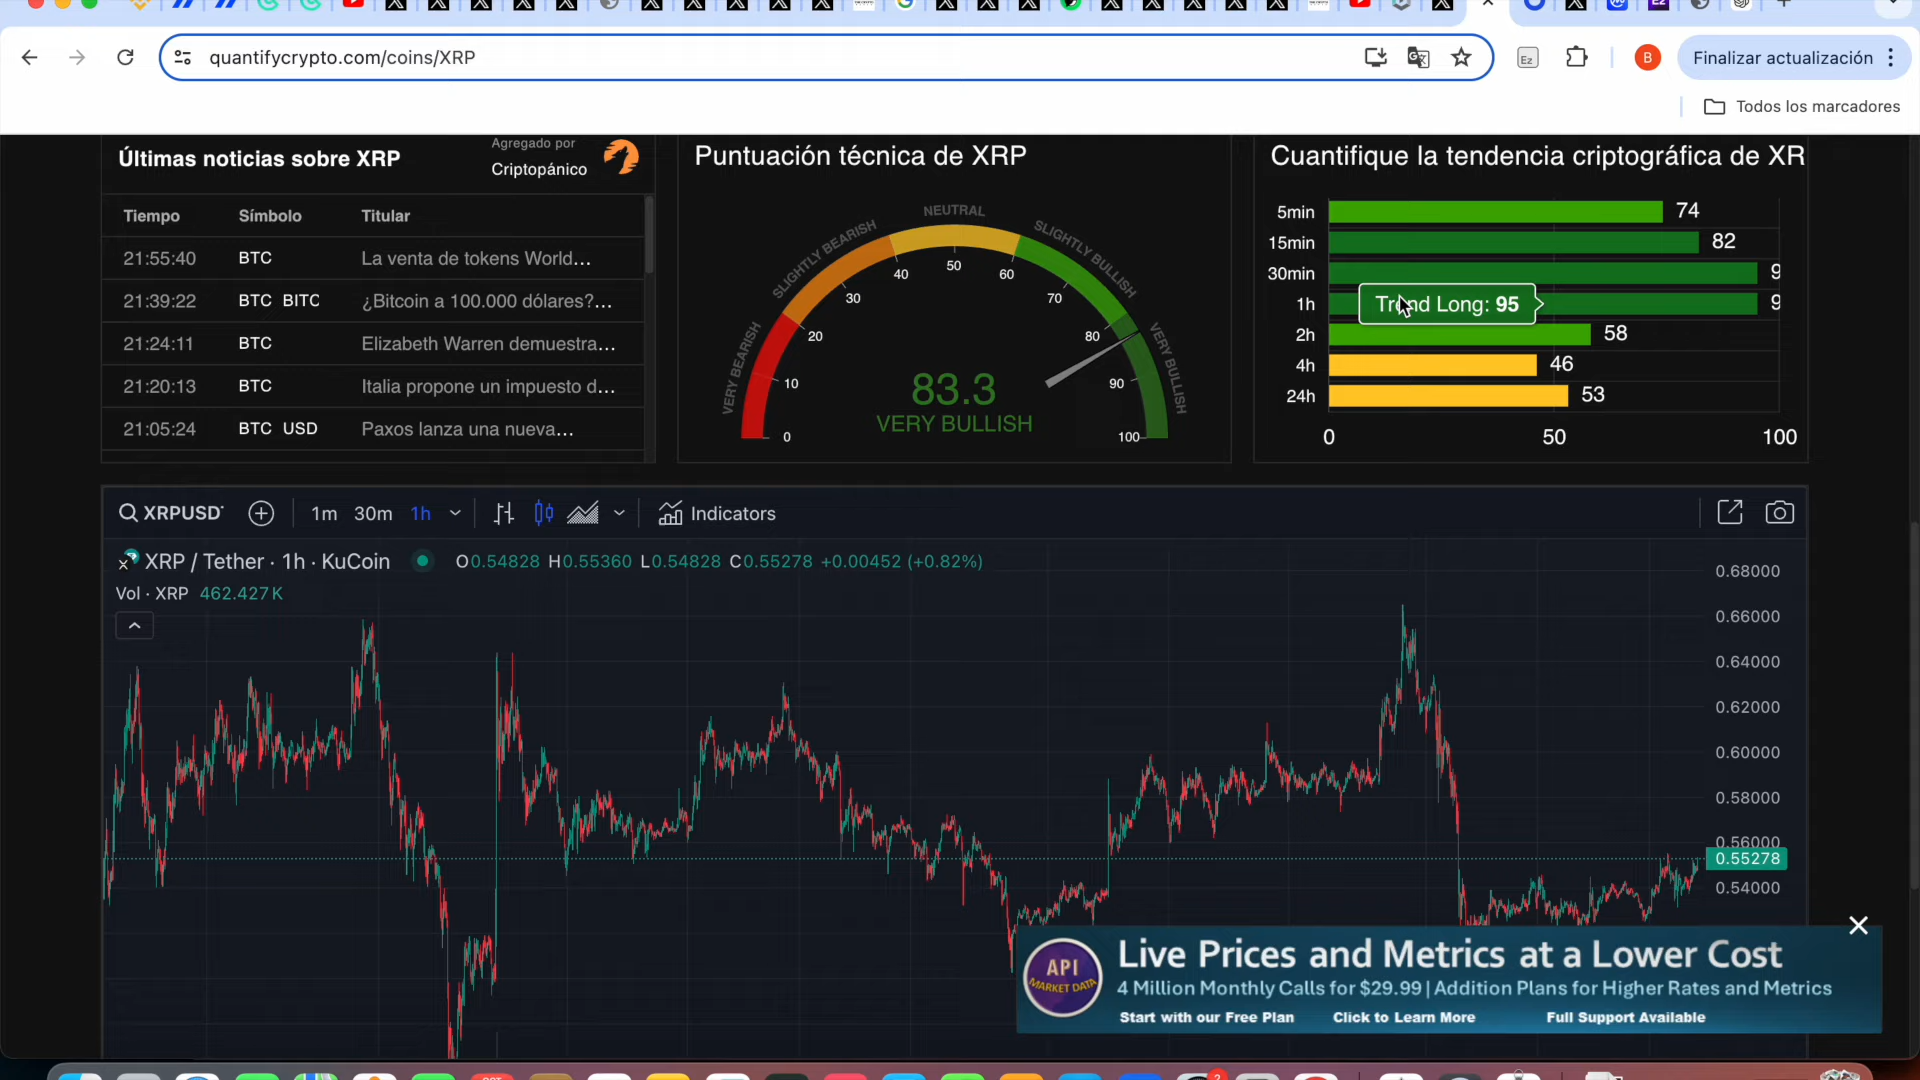 quantifycrypto.com/coins/XRP
Ez
B
Finalizar actualización
Todos los marcadores
Últimas noticias sobre XRP
Agregado por
Criptopánico
Tiempo Símbolo Titular
21:55:40 BTC La venta de tokens World...
21:39:22 BTC BITC ¿Bitcoin a 100.000 dólares?...
21:24:11 BTC Elizabeth Warren demuestra...
21:20:13 BTC Italia propone un impuesto d...
21:05:24 BTC USD Paxos lanza una nueva...
Puntuación técnica de XRP
VERY BEARISH
SLIGHTLY BEARISH
NEUTRAL
SLIGHTLY BULLISH
VERY BULLISH
0 10 20 30 40 50 60 70 80 90 100
83.3
VERY BULLISH
Cuantifique la tendencia criptográfica de XR
5min 74
15min 82
30min 9
1h 9
Trend Long: 95
2h 58
4h 46
24h 53
0 50 100
XRPUSD
1m 30m 1h
Indicators
XRP / Tether · 1h · KuCoin
O0.54828 H0.55360 L0.54828 C0.55278 +0.00452 (+0.82%)
Vol · XRP 462.427K
0.68000
0.66000
0.64000
0.62000
0.60000
0.58000
0.56000
0.55278
0.54000
API
MARKET DATA
Live Prices and Metrics at a Lower Cost
4 Million Monthly Calls for $29.99 | Addition Plans for Higher Rates and Metrics
Start with our Free Plan Click to Learn More Full Support Available
2